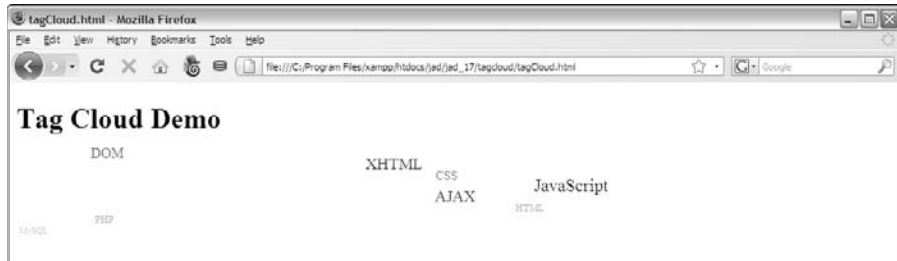 tagCloud.html - Mozilla Firefox
File Edit View History Bookmarks Tools Help
file:///C:/Program Files/xampp/htdocs/jad/jad_17/tagcloud/tagCloud.html
Google
Tag Cloud Demo
DOM
XHTML
CSS
JavaScript
AJAX
HTML
PHP
MySQL